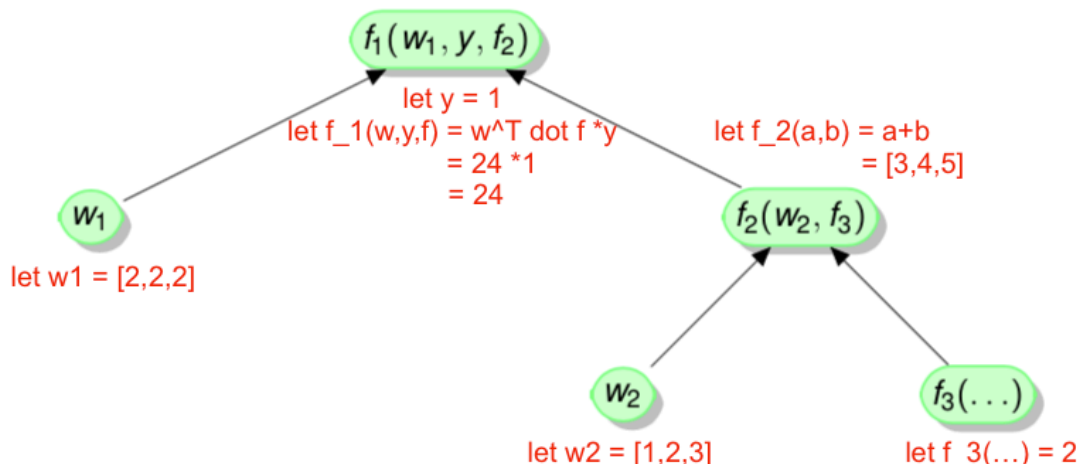 f₁(w₁, y, f₂)
let y = 1
let f_1(w,y,f) = w^T dot f *y
= 24 *1
= 24
let f_2(a,b) = a+b
= [3,4,5]
w₁
let w1 = [2,2,2]
f₂(w₂, f₃)
w₂
let w2 = [1,2,3]
f₃(...)
let f_3(...) = 2